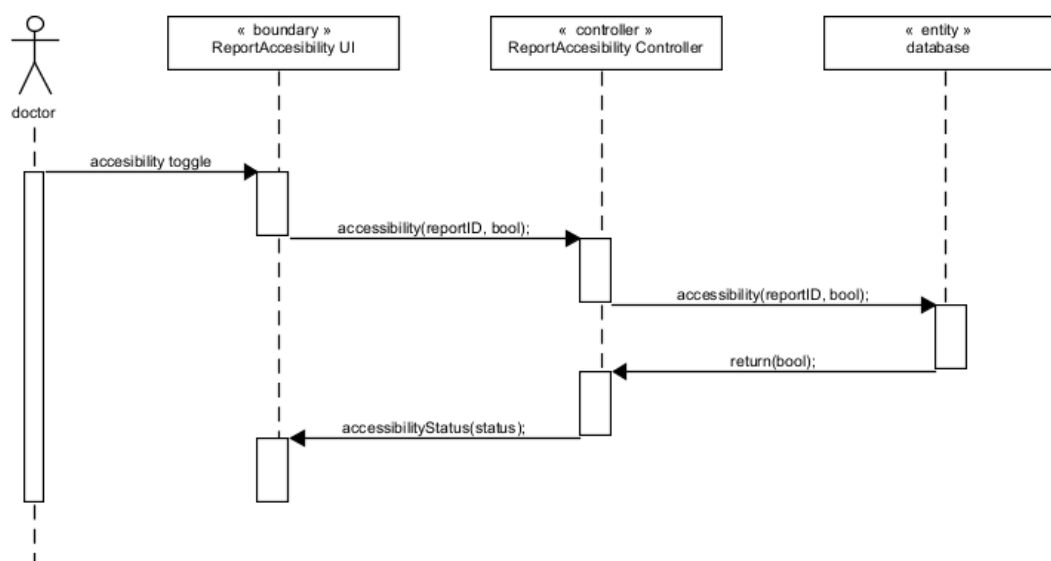 « boundary »
ReportAccesibility UI
« controller »
ReportAccesibility Controller
« entity »
database
doctor
accesibility toggle
accessibility(reportID, bool);
accessibility(reportID, bool);
return(bool);
accessibilityStatus(status);